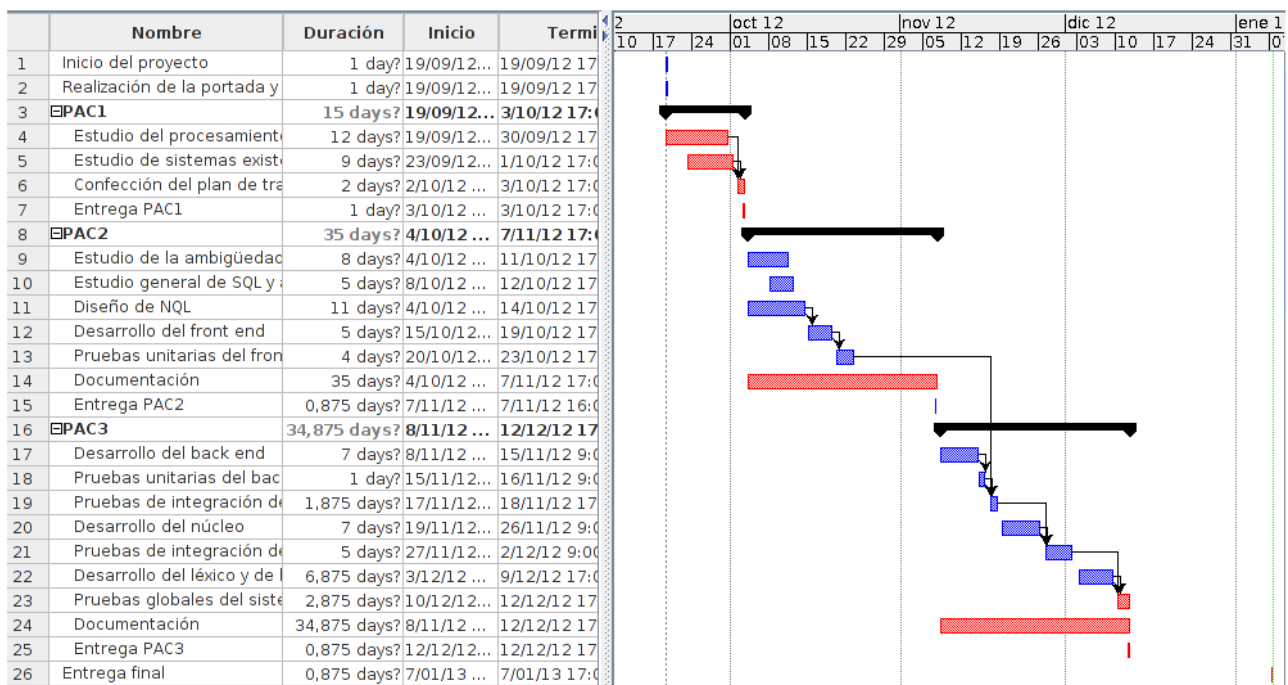 Nombre Duración Inicio Termi
2 oct 12 nov 12 dic 12 ene 1
10 17 24 01 08 15 22 29 05 12 19 26 03 10 17 24 31 0
1 Inicio del proyecto 1 day? 19/09/12... 19/09/12 17
2 Realización de la portada y 1 day? 19/09/12... 19/09/12 17
3 PAC1 15 days? 19/09/12... 3/10/12 17:0
4 Estudio del procesamient 12 days? 19/09/12... 30/09/12 17
5 Estudio de sistemas exist 9 days? 23/09/12... 1/10/12 17:0
6 Confección del plan de tra 2 days? 2/10/12 ... 3/10/12 17:0
7 Entrega PAC1 1 day? 3/10/12 ... 3/10/12 17:0
8 PAC2 35 days? 4/10/12 ... 7/11/12 17:0
9 Estudio de la ambigüedad 8 days? 4/10/12 ... 11/10/12 17
10 Estudio general de SQL y a 5 days? 8/10/12 ... 12/10/12 17
11 Diseño de NQL 11 days? 4/10/12 ... 14/10/12 17
12 Desarrollo del front end 5 days? 15/10/12... 19/10/12 17
13 Pruebas unitarias del fron 4 days? 20/10/12... 23/10/12 17
14 Documentación 35 days? 4/10/12 ... 7/11/12 17:0
15 Entrega PAC2 0,875 days? 7/11/12 ... 7/11/12 16:0
16 PAC3 34,875 days? 8/11/12 ... 12/12/12 17
17 Desarrollo del back end 7 days? 8/11/12 ... 15/11/12 9:0
18 Pruebas unitarias del bac 1 day? 15/11/12... 16/11/12 9:0
19 Pruebas de integración de 1,875 days? 17/11/12... 18/11/12 17
20 Desarrollo del núcleo 7 days? 19/11/12... 26/11/12 9:0
21 Pruebas de integración de 5 days? 27/11/12... 2/12/12 9:00
22 Desarrollo del léxico y de l 6,875 days? 3/12/12 ... 9/12/12 17:0
23 Pruebas globales del siste 2,875 days? 10/12/12... 12/12/12 17
24 Documentación 34,875 days? 8/11/12 ... 12/12/12 17
25 Entrega PAC3 0,875 days? 12/12/12... 12/12/12 17
26 Entrega final 0,875 days? 7/01/13 ... 7/01/13 17:0